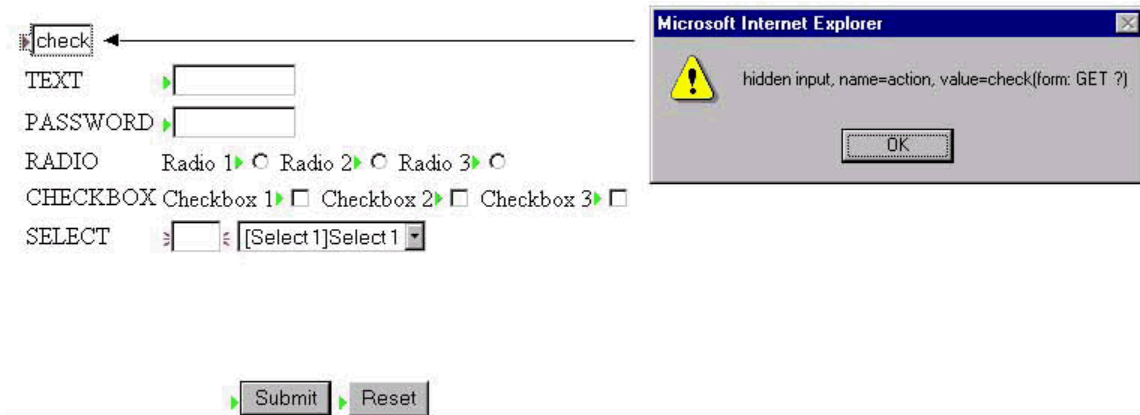 check
TEXT
PASSWORD
RADIO Radio 1 Radio 2 Radio 3
CHECKBOX Checkbox 1 Checkbox 2 Checkbox 3
SELECT [Select 1]Select 1
Submit Reset
Microsoft Internet Explorer
hidden input, name=action, value=check(form: GET ?)
OK